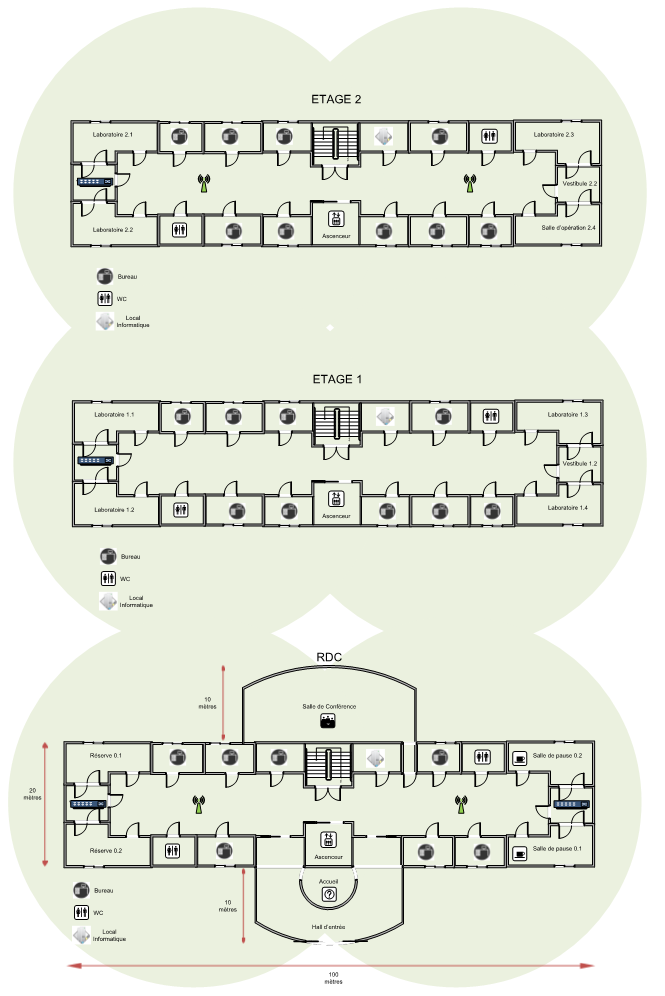 ETAGE 2
Laboratoire 2.1
Laboratoire 2.3
Vestibule 2.2
Laboratoire 2.2
Ascenceur
Salle d'opération 2.4
Bureau
WC
Local
Informatique
ETAGE 1
Laboratoire 1.1
Laboratoire 1.3
Vestibule 1.2
Laboratoire 1.2
Ascenceur
Laboratoire 1.4
Bureau
WC
Local
Informatique
RDC
10
mètres
Salle de Conférence
Réserve 0.1
Salle de pause 0.2
20
mètres
Réserve 0.2
Ascenceur
Salle de pause 0.1
Accueil
Bureau
10
mètres
WC
Hall d'entrée
Local
Informatique
100
mètres